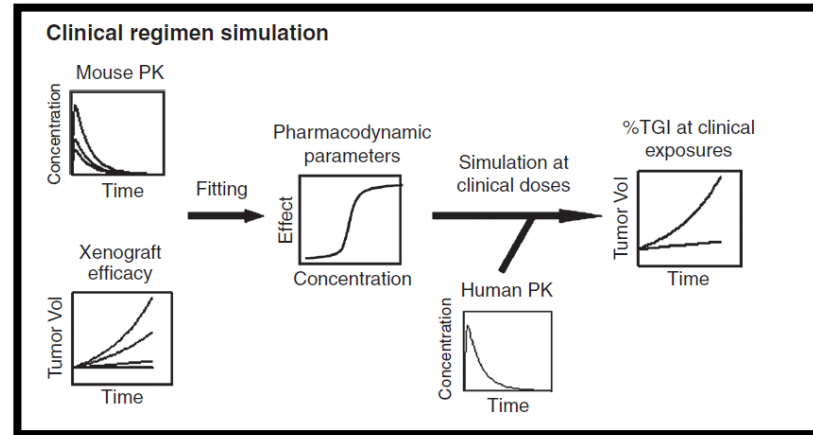 Clinical regimen simulation
Mouse PK
Concentration
Time
Xenograft
efficacy
Tumor Vol
Time
Fitting
Pharmacodynamic
parameters
Effect
Concentration
Simulation at
clinical doses
Human PK
Concentration
Time
%TGI at clinical
exposures
Tumor Vol
Time